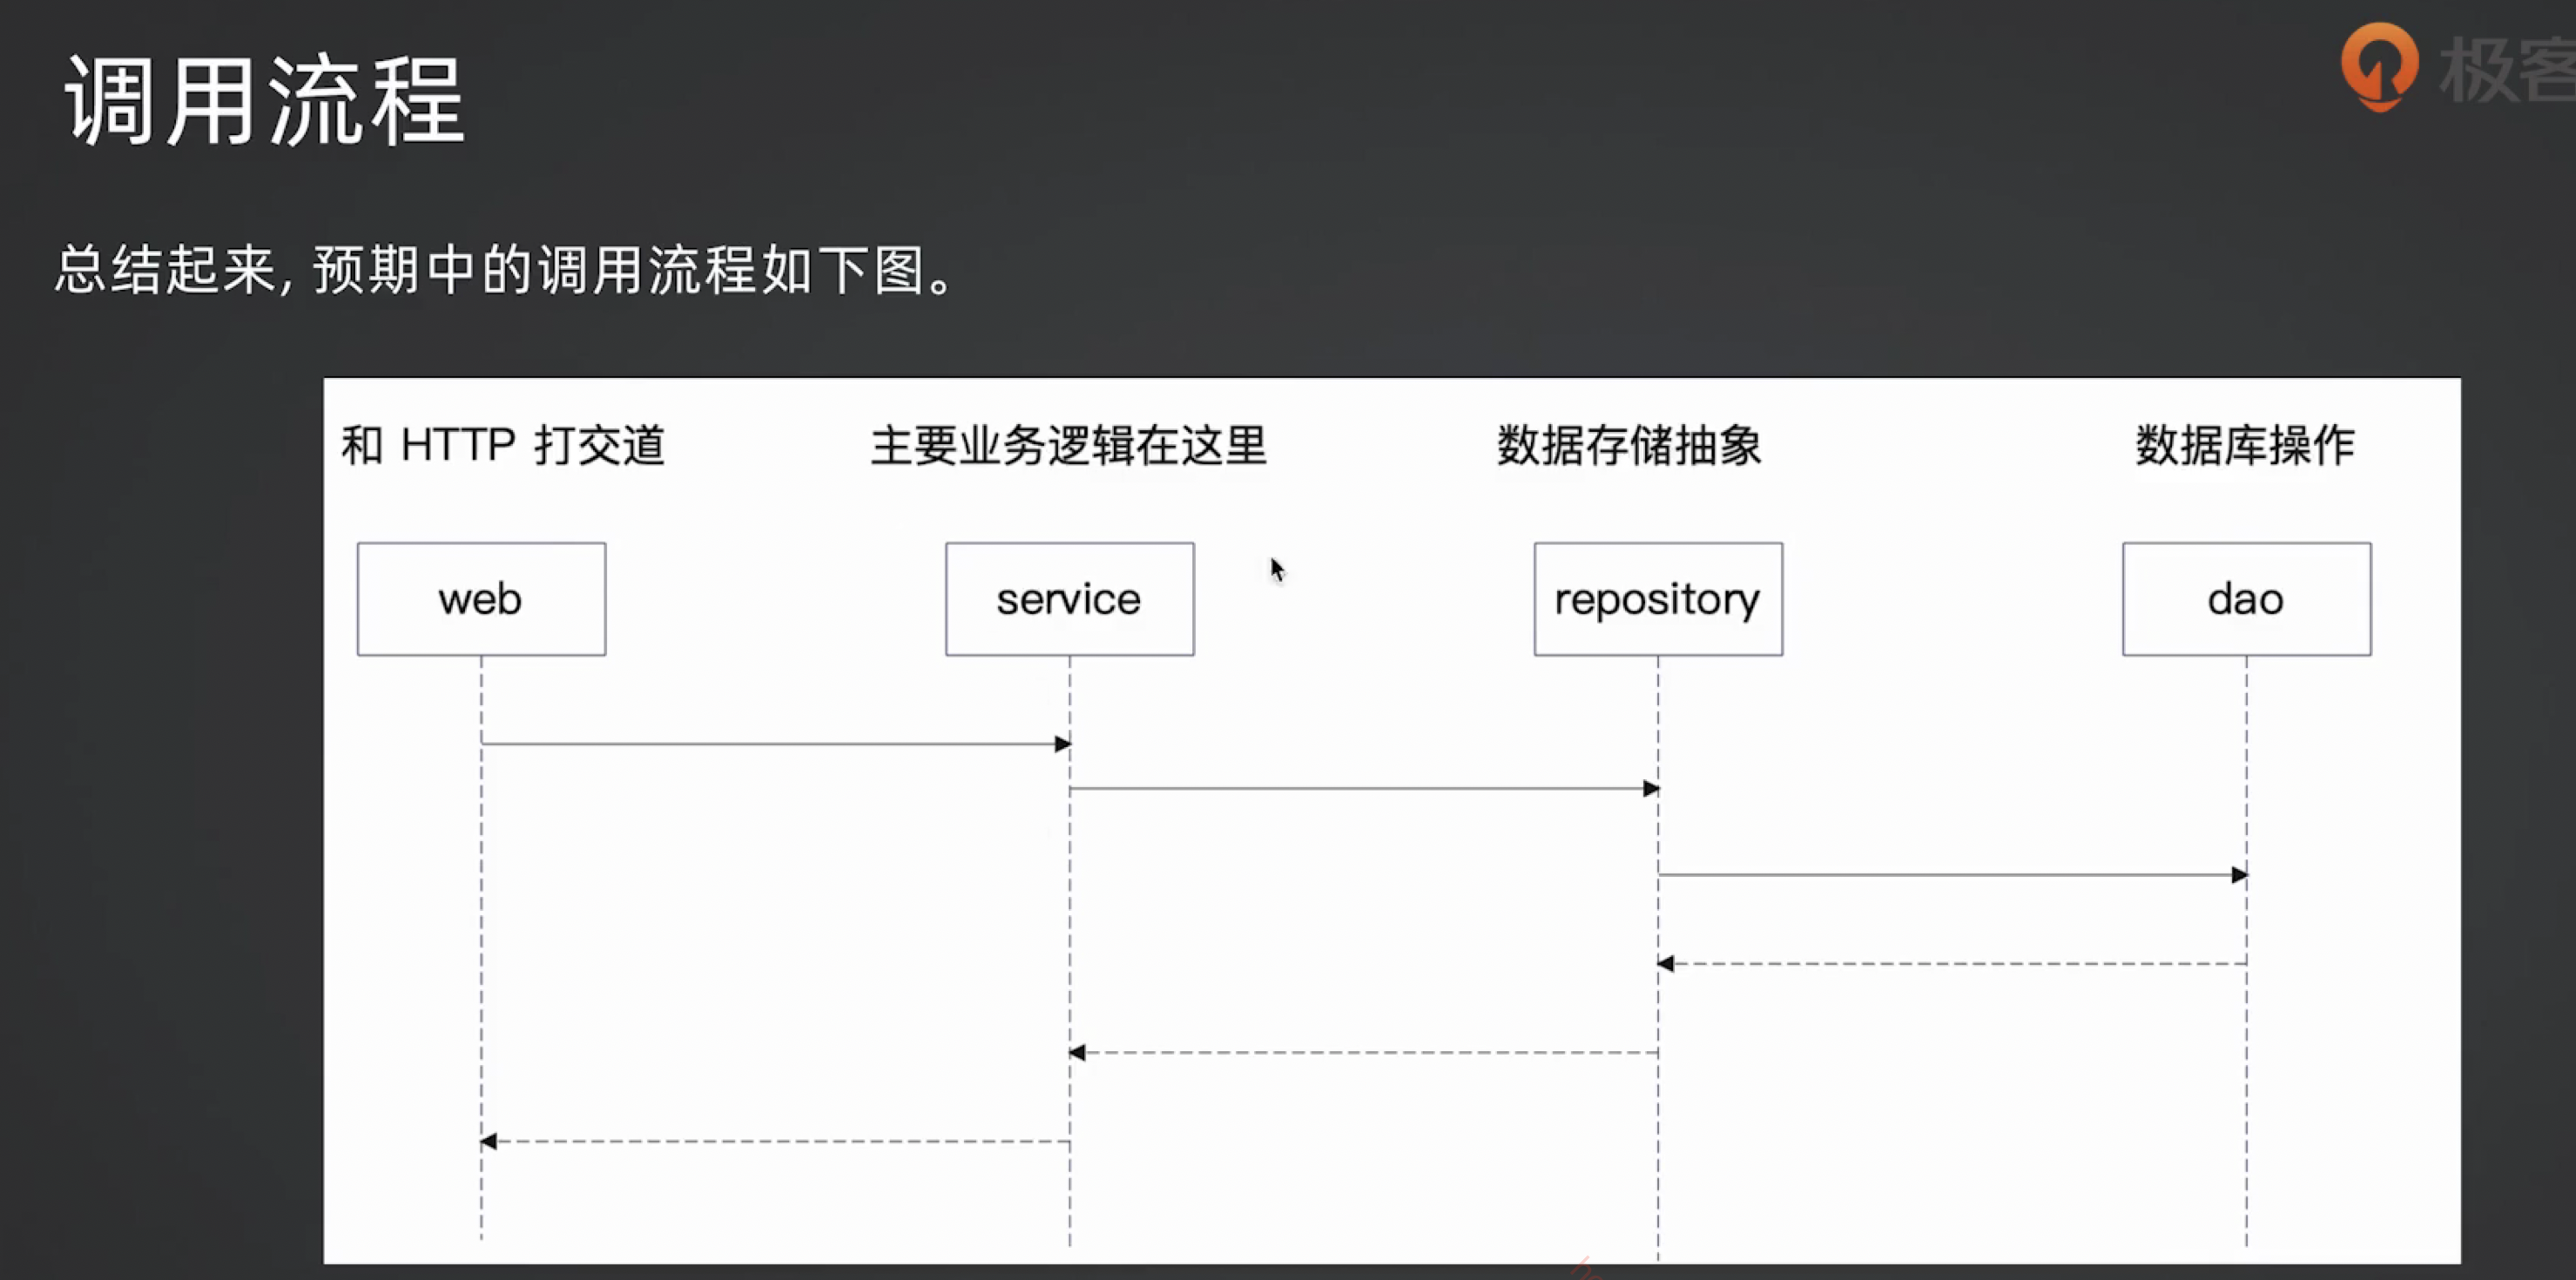 调用流程
极客
总结起来, 预期中的调用流程如下图。
和 HTTP 打交道
主要业务逻辑在这里
数据存储抽象
数据库操作
web
service
repository
dao